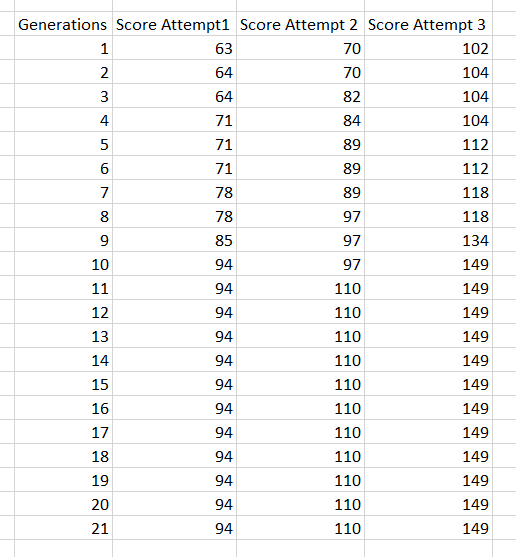 Generations Score Attempt1 Score Attempt 2 Score Attempt 3
1 63 70 102
2 64 70 104
3 64 82 104
4 71 84 104
5 71 89 112
6 71 89 112
7 78 89 118
8 78 97 118
9 85 97 134
10 94 97 149
11 94 110 149
12 94 110 149
13 94 110 149
14 94 110 149
15 94 110 149
16 94 110 149
17 94 110 149
18 94 110 149
19 94 110 149
20 94 110 149
21 94 110 149